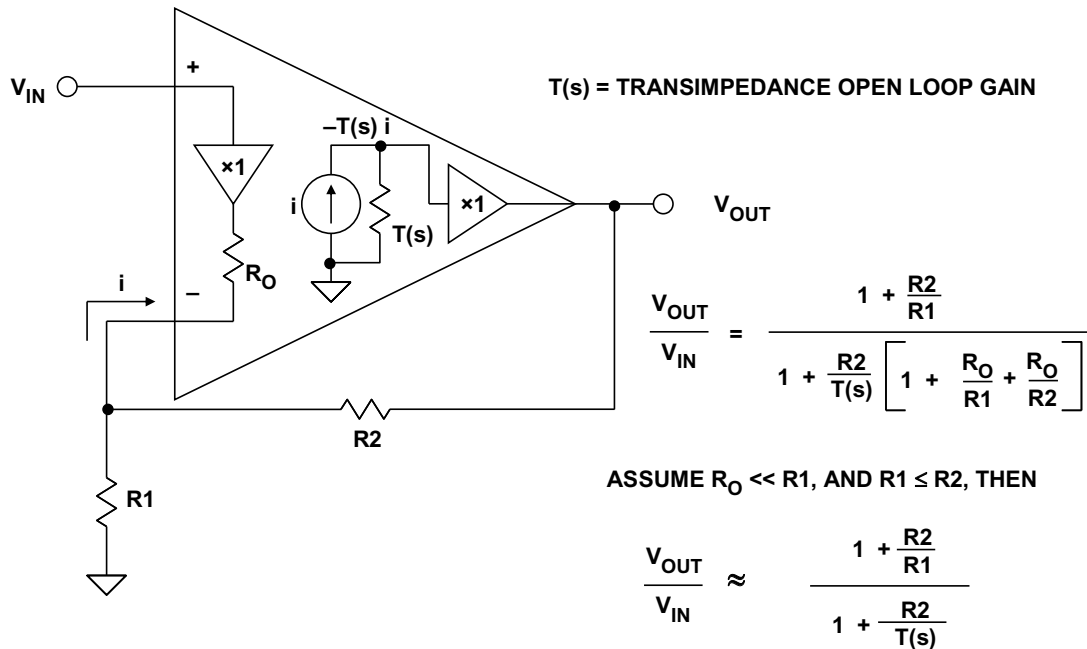 V_IN
+
×1
R_O
i
–
–T(s) i
i
T(s)
×1
V_OUT
R2
R1
T(s) = TRANSIMPEDANCE OPEN LOOP GAIN
V_OUT / V_IN = (1 + R2/R1) / (1 + R2/T(s) [1 + R_O/R1 + R_O/R2])
ASSUME R_O << R1, AND R1 ≤ R2, THEN
V_OUT / V_IN ≈ (1 + R2/R1) / (1 + R2/T(s))